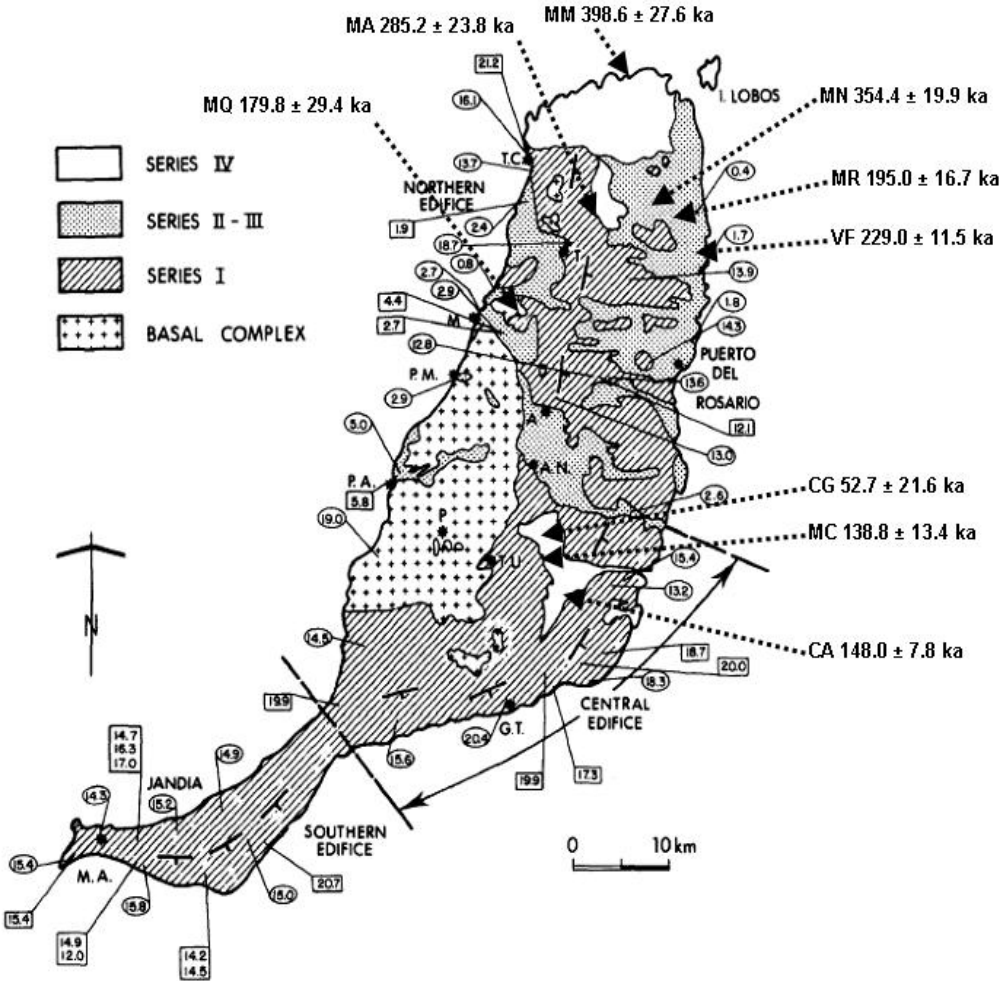 MM 398.6 ± 27.6 ka
MA 285.2 ± 23.8 ka
21.2
I. LOBOS
MQ 179.8 ± 29.4 ka
16.1
MN 354.4 ± 19.9 ka
SERIES IV
T.C.
13.7
0.4
MR 195.0 ± 16.7 ka
NORTHERN
EDIFICE
SERIES II - III
1.9
2.4
1.7
VF 229.0 ± 11.5 ka
18.7
T.
0.8
13.9
SERIES I
2.7
2.9
4.4
1.8
M.
2.7
14.3
BASAL COMPLEX
12.8
PUERTO
DEL
ROSARIO
P.M.
13.6
2.9
A
12.1
5.0
13.0
A.N.
P.A.
5.8
CG 52.7 ± 21.6 ka
2.6
19.0
P
MC 138.8 ± 13.4 ka
T.U.
15.4
13.2
N
14.5
CA 148.0 ± 7.8 ka
18.7
20.0
18.3
19.9
CENTRAL
EDIFICE
G.T.
20.4
15.6
19.9
17.3
14.7
16.3
17.0
14.9
JANDIA
15.2
14.3
SOUTHERN
EDIFICE
0
10 km
15.4
M.A.
15.8
15.0
20.7
15.4
14.9
12.0
14.2
14.5